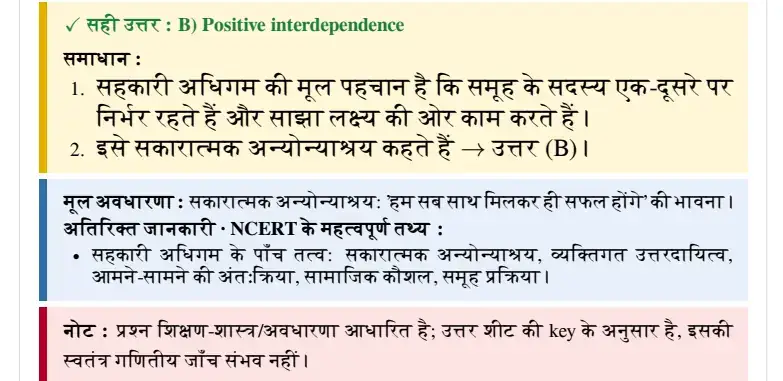 ✓ सही उत्तर : B) Positive interdependence
समाधान :
1. सहकारी अधिगम की मूल पहचान है कि समूह के सदस्य एक-दूसरे पर
निर्भर रहते हैं और साझा लक्ष्य की ओर काम करते हैं।
2. इसे सकारात्मक अन्योन्याश्रय कहते हैं → उत्तर (B)।
मूल अवधारणा : सकारात्मक अन्योन्याश्रय: 'हम सब साथ मिलकर ही सफल होंगे' की भावना।
अतिरिक्त जानकारी · NCERT के महत्वपूर्ण तथ्य :
• सहकारी अधिगम के पाँच तत्व: सकारात्मक अन्योन्याश्रय, व्यक्तिगत उत्तरदायित्व,
आमने-सामने की अंत:क्रिया, सामाजिक कौशल, समूह प्रक्रिया।
नोट : प्रश्न शिक्षण-शास्त्र/अवधारणा आधारित है; उत्तर शीट की key के अनुसार है, इसकी
स्वतंत्र गणितीय जाँच संभव नहीं।